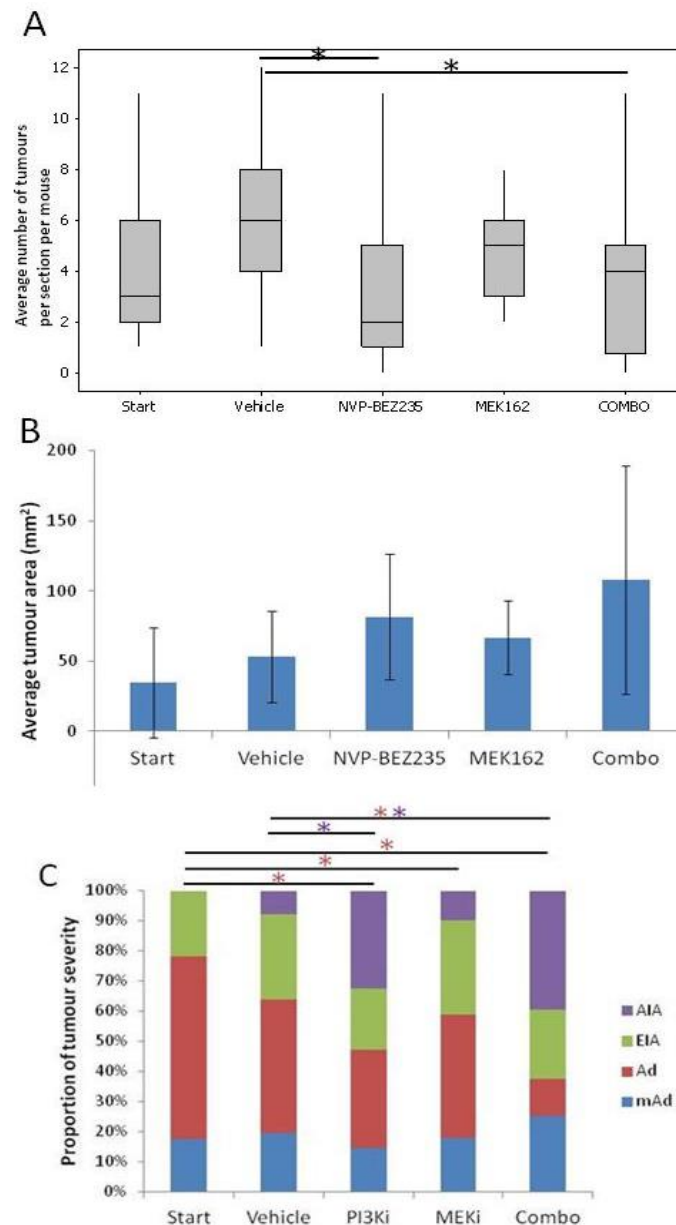 A
*
*
12
10
8
6
4
2
0
Average number of tumours
per section per mouse
Start Vehicle NVP-BEZ235 MEK162 COMBO
B
200
150
100
50
0
Average tumour area (mm²)
Start Vehicle NVP-BEZ235 MEK162 Combo
* *
*
*
*
*
C
100%
90%
80%
70%
60%
50%
40%
30%
20%
10%
0%
Proportion of tumour severity
AIA
EIA
Ad
mAd
Start Vehicle PI3Ki MEKi Combo